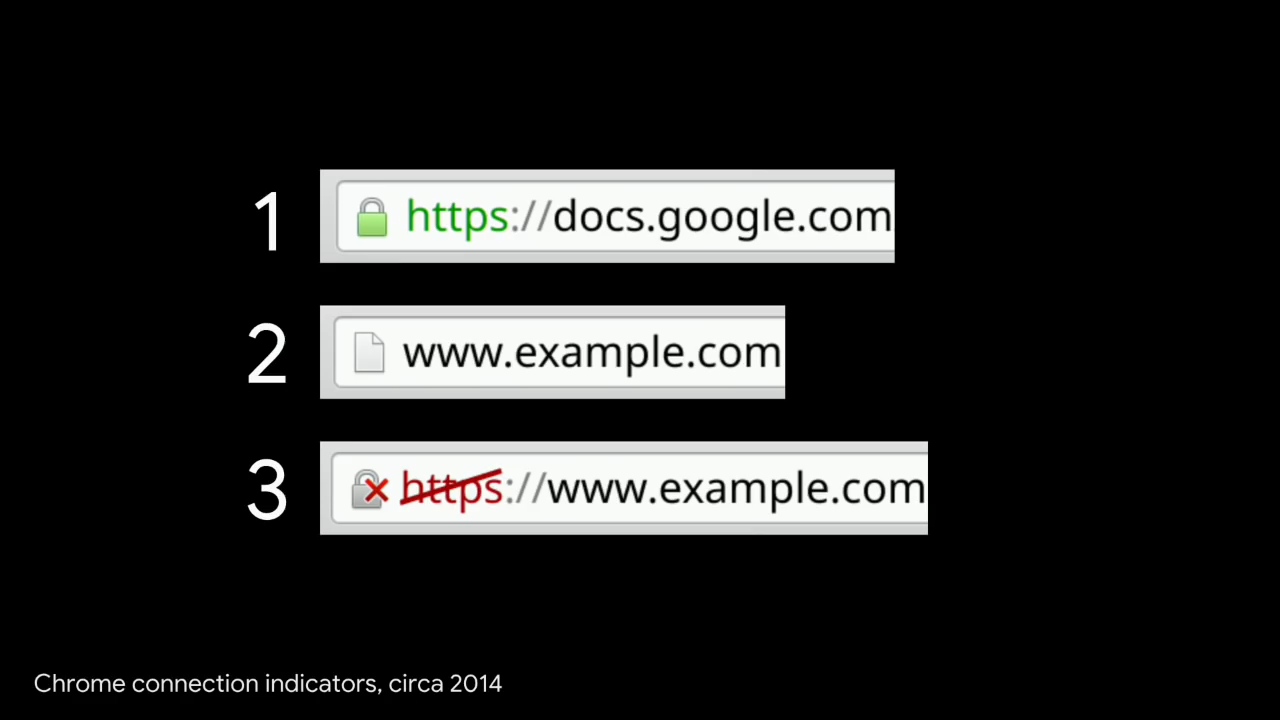 1 https://docs.google.com
2 www.example.com
3 https://www.example.com
Chrome connection indicators, circa 2014